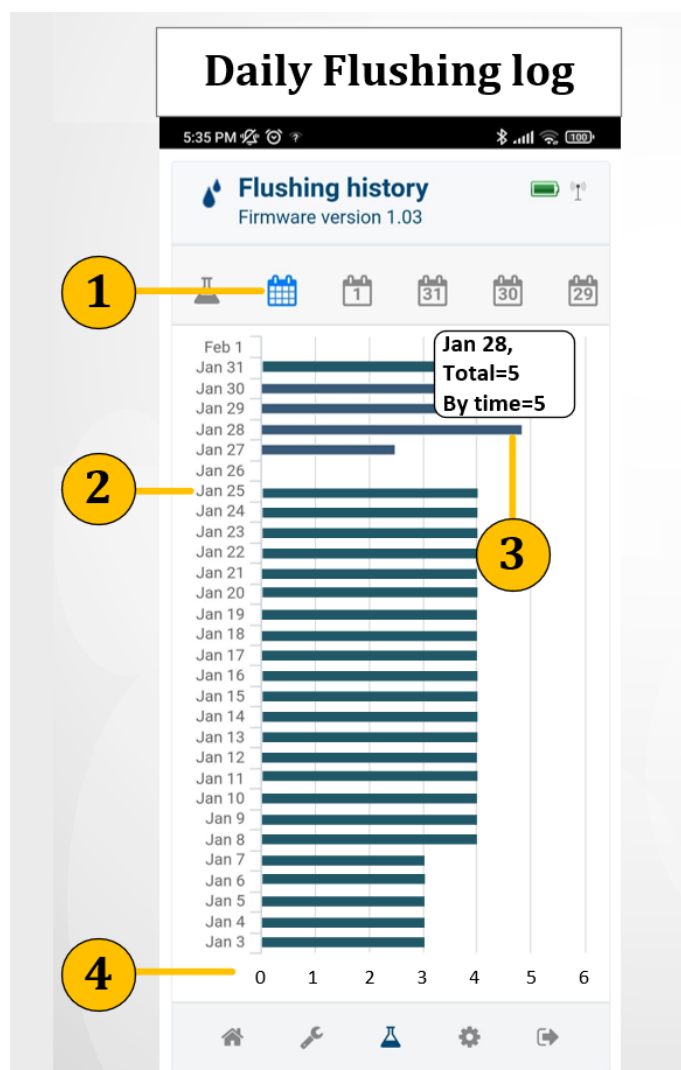 Daily Flushing log
5:35 PM
100
Flushing history
Firmware version 1.03
1
1
31
30
29
Feb 1
Jan 31
Jan 30
Jan 29
Jan 28
Jan 27
Jan 26
Jan 25
Jan 24
Jan 23
Jan 22
Jan 21
Jan 20
Jan 19
Jan 18
Jan 17
Jan 16
Jan 15
Jan 14
Jan 13
Jan 12
Jan 11
Jan 10
Jan 9
Jan 8
Jan 7
Jan 6
Jan 5
Jan 4
Jan 3
Jan 28,
Total=5
By time=5
2
3
4
0 1 2 3 4 5 6